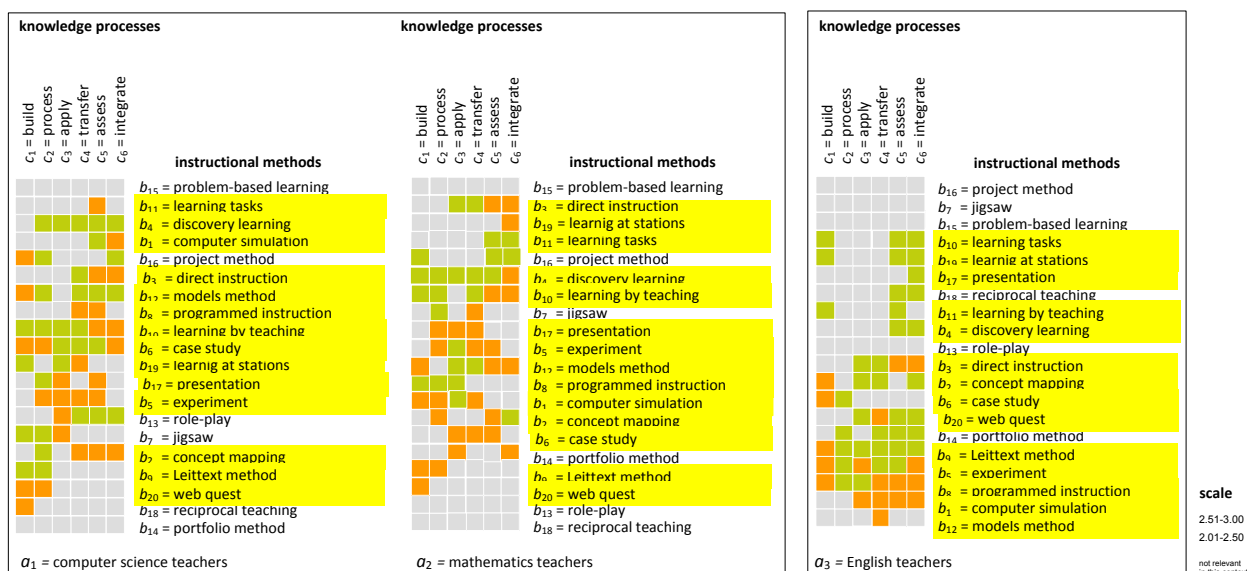 knowledge processes
c1 = build
c2 = process
c3 = apply
c4 = transfer
c5 = assess
c6 = integrate
instructional methods
b15 = problem-based learning
b11 = learning tasks
b4 = discovery learning
b1 = computer simulation
b16 = project method
b3 = direct instruction
b12 = models method
b8 = programmed instruction
b10 = learning by teaching
b6 = case study
b19 = learnig at stations
b17 = presentation
b5 = experiment
b13 = role-play
b7 = jigsaw
b2 = concept mapping
b9 = Leittext method
b20 = web quest
b18 = reciprocal teaching
b14 = portfolio method
a1 = computer science teachers
knowledge processes
c1 = build
c2 = process
c3 = apply
c4 = transfer
c5 = assess
c6 = integrate
instructional methods
b15 = problem-based learning
b3 = direct instruction
b19 = learnig at stations
b11 = learning tasks
b16 = project method
b4 = discovery learning
b10 = learning by teaching
b7 = jigsaw
b17 = presentation
b5 = experiment
b12 = models method
b8 = programmed instruction
b1 = computer simulation
b2 = concept mapping
b6 = case study
b14 = portfolio method
b9 = Leittext method
b20 = web quest
b13 = role-play
b18 = reciprocal teaching
a2 = mathematics teachers
knowledge processes
c1 = build
c2 = process
c3 = apply
c4 = transfer
c5 = assess
c6 = integrate
instructional methods
b16 = project method
b7 = jigsaw
b15 = problem-based learning
b10 = learning tasks
b19 = learnig at stations
b17 = presentation
b18 = reciprocal teaching
b11 = learning by teaching
b4 = discovery learning
b13 = role-play
b3 = direct instruction
b2 = concept mapping
b6 = case study
b20 = web quest
b14 = portfolio method
b9 = Leittext method
b5 = experiment
b8 = programmed instruction
b1 = computer simulation
b12 = models method
a3 = English teachers
scale
2.51-3.00
2.01-2.50
not relevant
in this context